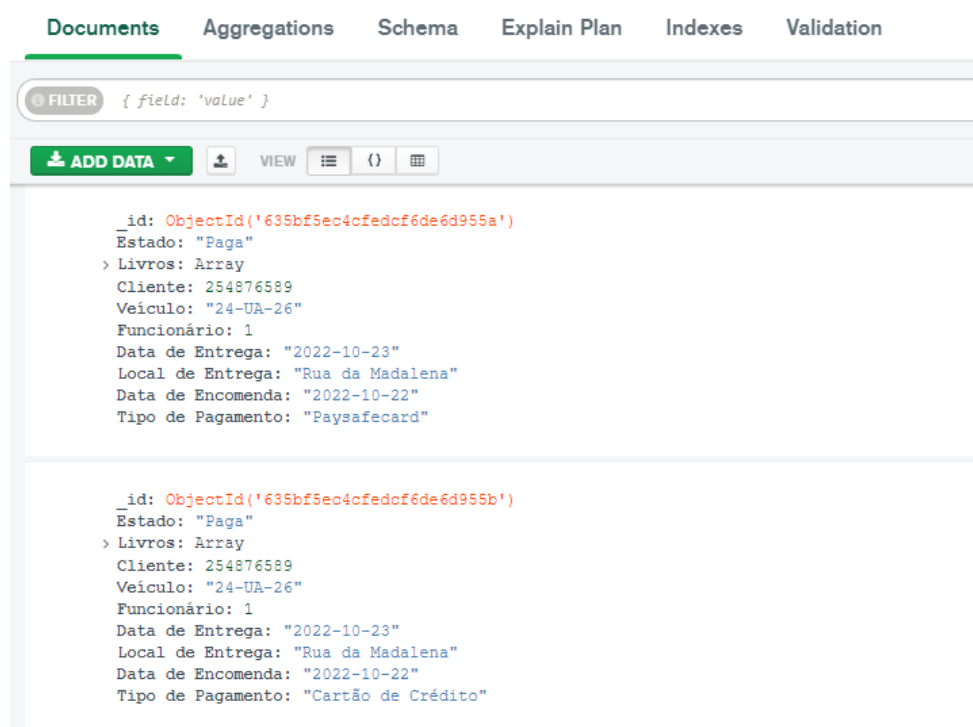 Documents Aggregations Schema Explain Plan Indexes Validation
FILTER { field: 'value' }
ADD DATA VIEW {}
_id: ObjectId('635bf5ec4cfedcf6de6d955a')
Estado: "Paga"
> Livros: Array
Cliente: 254876589
Veículo: "24-UA-26"
Funcionário: 1
Data de Entrega: "2022-10-23"
Local de Entrega: "Rua da Madalena"
Data de Encomenda: "2022-10-22"
Tipo de Pagamento: "Paysafecard"
_id: ObjectId('635bf5ec4cfedcf6de6d955b')
Estado: "Paga"
> Livros: Array
Cliente: 254876589
Veículo: "24-UA-26"
Funcionário: 1
Data de Entrega: "2022-10-23"
Local de Entrega: "Rua da Madalena"
Data de Encomenda: "2022-10-22"
Tipo de Pagamento: "Cartão de Crédito"